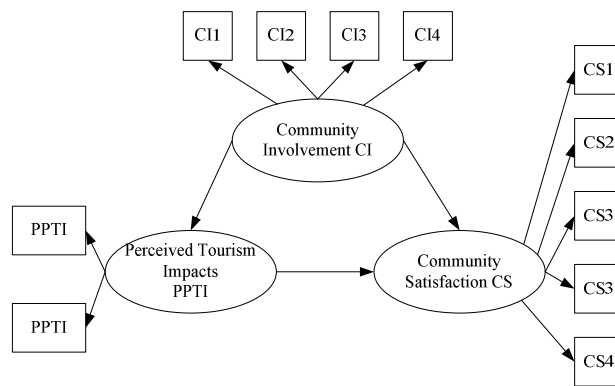 CI1
CI2
CI3
CI4
CS1
Community
Involvement CI
CS2
CS3
PPTI
Perceived Tourism
Impacts
PPTI
Community
Satisfaction CS
CS3
PPTI
CS4